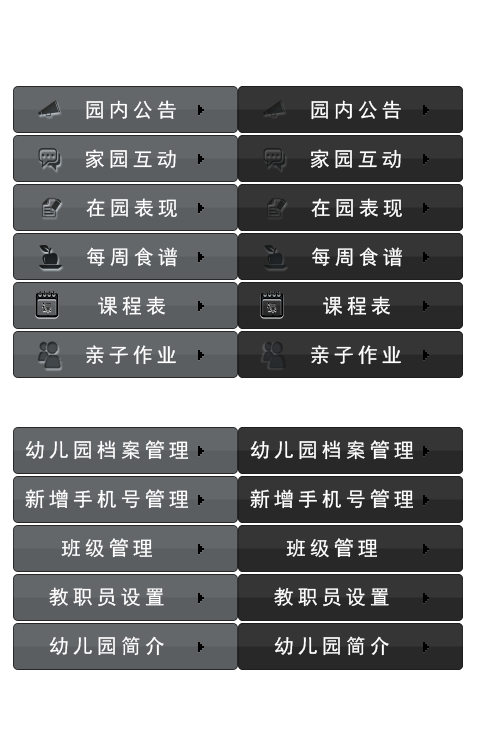 园内公告 园内公告
家园互动 家园互动
在园表现 在园表现
每周食谱 每周食谱
课程表 课程表
亲子作业 亲子作业
幼儿园档案管理 幼儿园档案管理
新增手机号管理 新增手机号管理
班级管理 班级管理
教职员设置 教职员设置
幼儿园简介 幼儿园简介